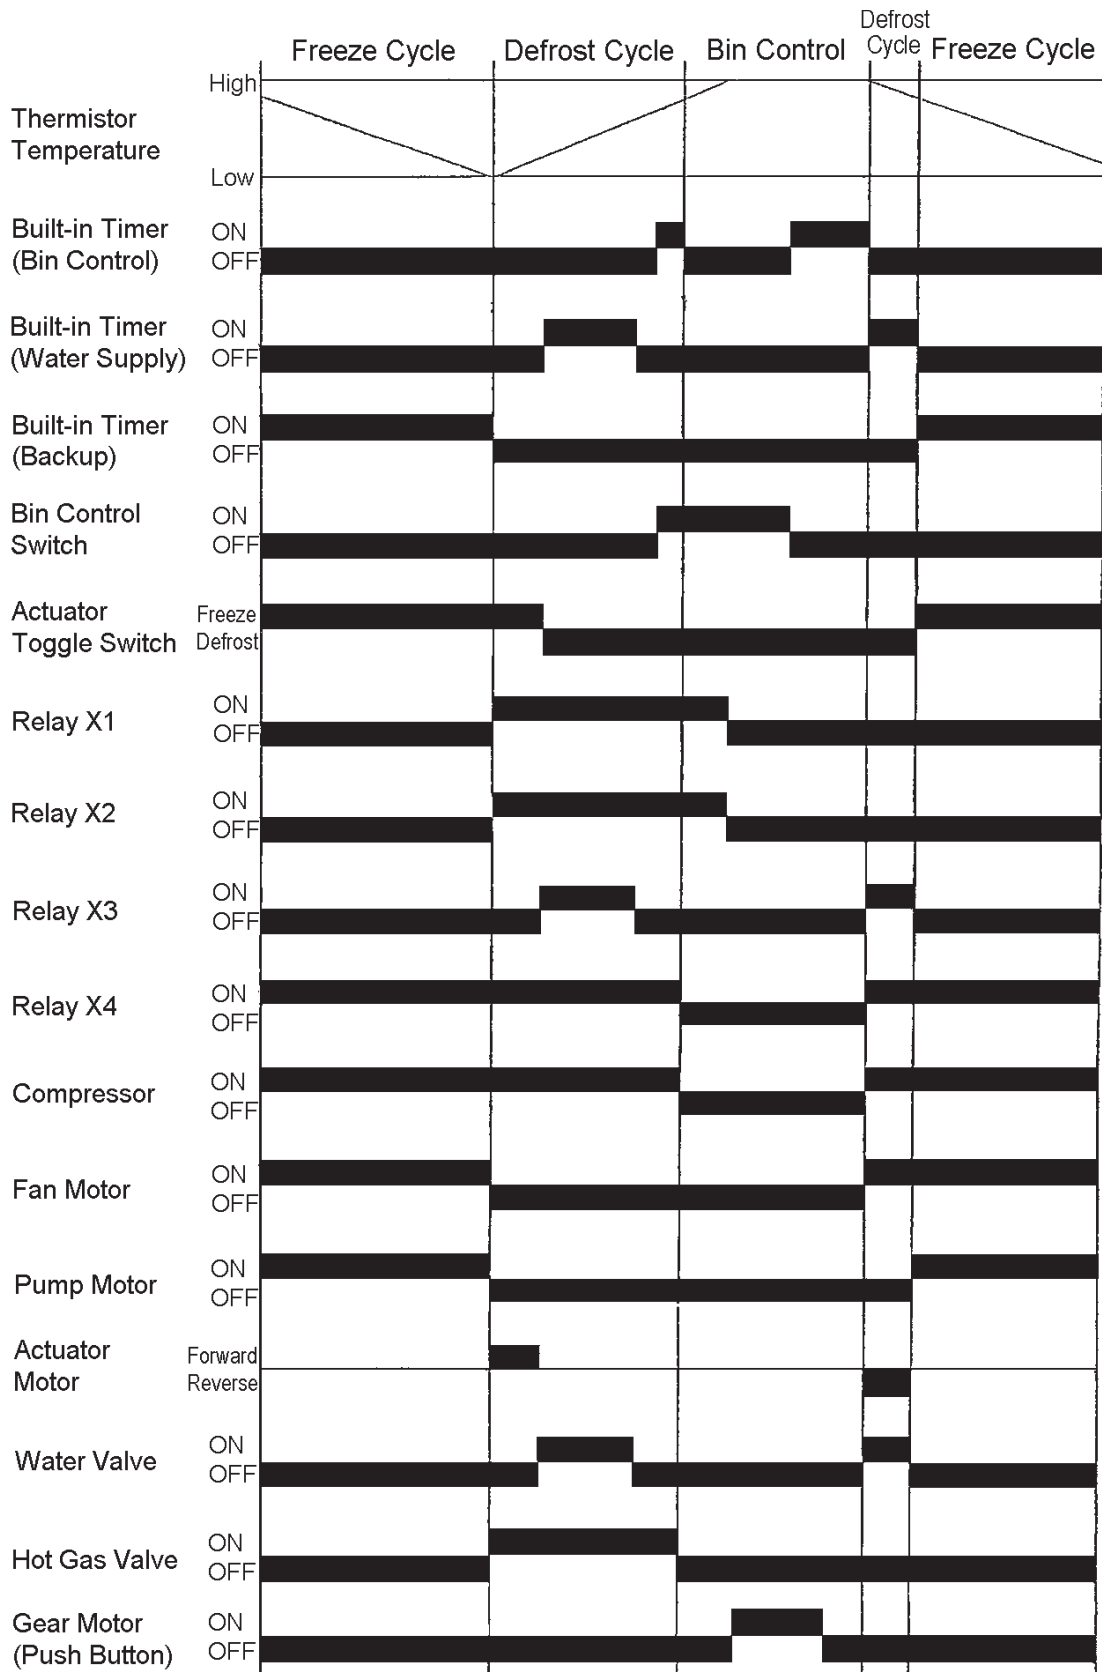 Freeze Cycle
Defrost Cycle
Bin Control
Defrost
Cycle
Freeze Cycle
High
Thermistor
Temperature
Low
Built-in Timer
(Bin Control)
ON
OFF
Built-in Timer
(Water Supply)
ON
OFF
Built-in Timer
(Backup)
ON
OFF
Bin Control
Switch
ON
OFF
Actuator
Toggle Switch
Freeze
Defrost
Relay X1
ON
OFF
Relay X2
ON
OFF
Relay X3
ON
OFF
Relay X4
ON
OFF
Compressor
ON
OFF
Fan Motor
ON
OFF
Pump Motor
ON
OFF
Actuator
Motor
Forward
Reverse
Water Valve
ON
OFF
Hot Gas Valve
ON
OFF
Gear Motor
(Push Button)
ON
OFF